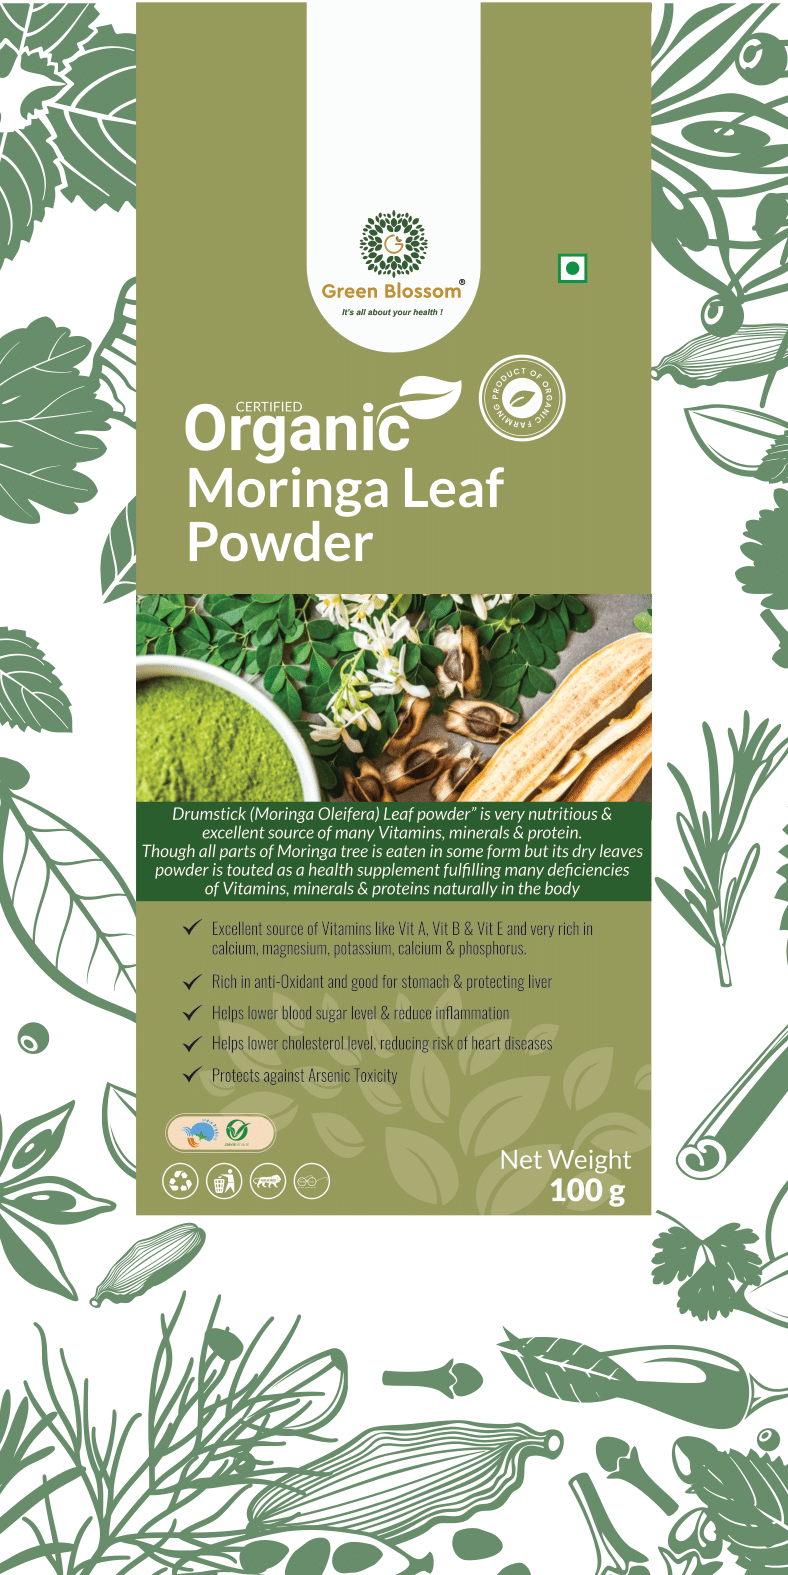 Green Blossom®
It's all about your health !
CERTIFIED
Organic
PRODUCT OF ORGANIC FARMING
Moringa Leaf
Powder
Drumstick (Moringa Oleifera) Leaf powder” is very nutritious &
excellent source of many Vitamins, minerals & protein.
Though all parts of Moringa tree is eaten in some form but its dry leaves
powder is touted as a health supplement fulfilling many deficiencies
of Vitamins, minerals & proteins naturally in the body
Excellent source of Vitamins like Vit A, Vit B & Vit E and very rich in
calcium, magnesium, potassium, calcium & phosphorus.
Rich in anti-Oxidant and good for stomach & protecting liver
Helps lower blood sugar level & reduce inflammation
Helps lower cholesterol level, reducing risk of heart diseases
Protects against Arsenic Toxicity
Net Weight
100 g